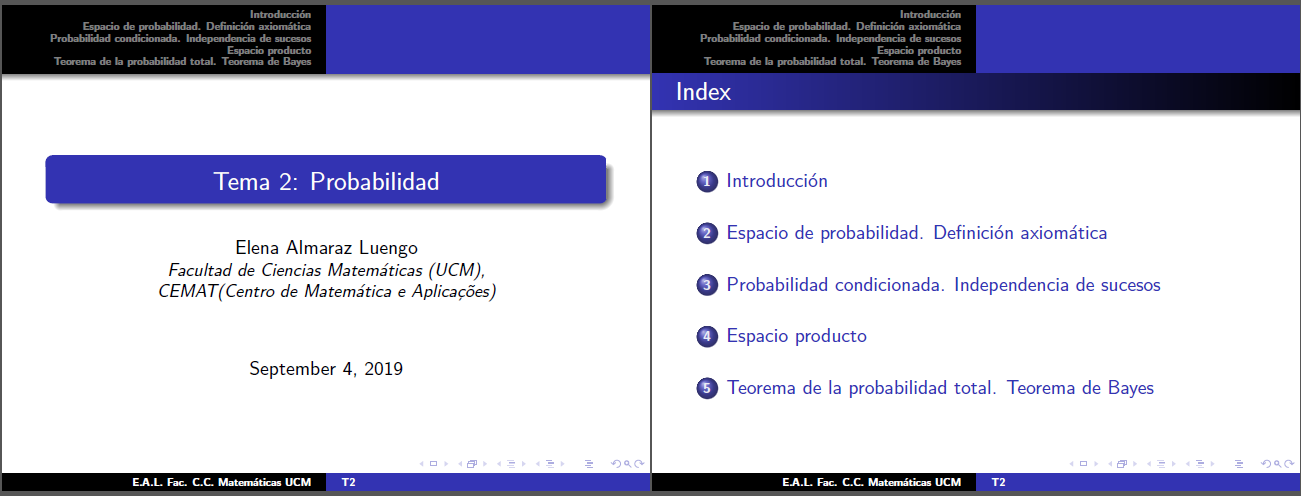 Introducción
Espacio de probabilidad. Definición axiomática
Probabilidad condicionada. Independencia de sucesos
Espacio producto
Teorema de la probabilidad total. Teorema de Bayes
Tema 2: Probabilidad
Elena Almaraz Luengo
Facultad de Ciencias Matemáticas (UCM),
CEMAT(Centro de Matemática e Aplicações)
September 4, 2019
E.A.L. Fac. C.C. Matemáticas UCM T2
Introducción
Espacio de probabilidad. Definición axiomática
Probabilidad condicionada. Independencia de sucesos
Espacio producto
Teorema de la probabilidad total. Teorema de Bayes
Index
1 Introducción
2 Espacio de probabilidad. Definición axiomática
3 Probabilidad condicionada. Independencia de sucesos
4 Espacio producto
5 Teorema de la probabilidad total. Teorema de Bayes
E.A.L. Fac. C.C. Matemáticas UCM T2